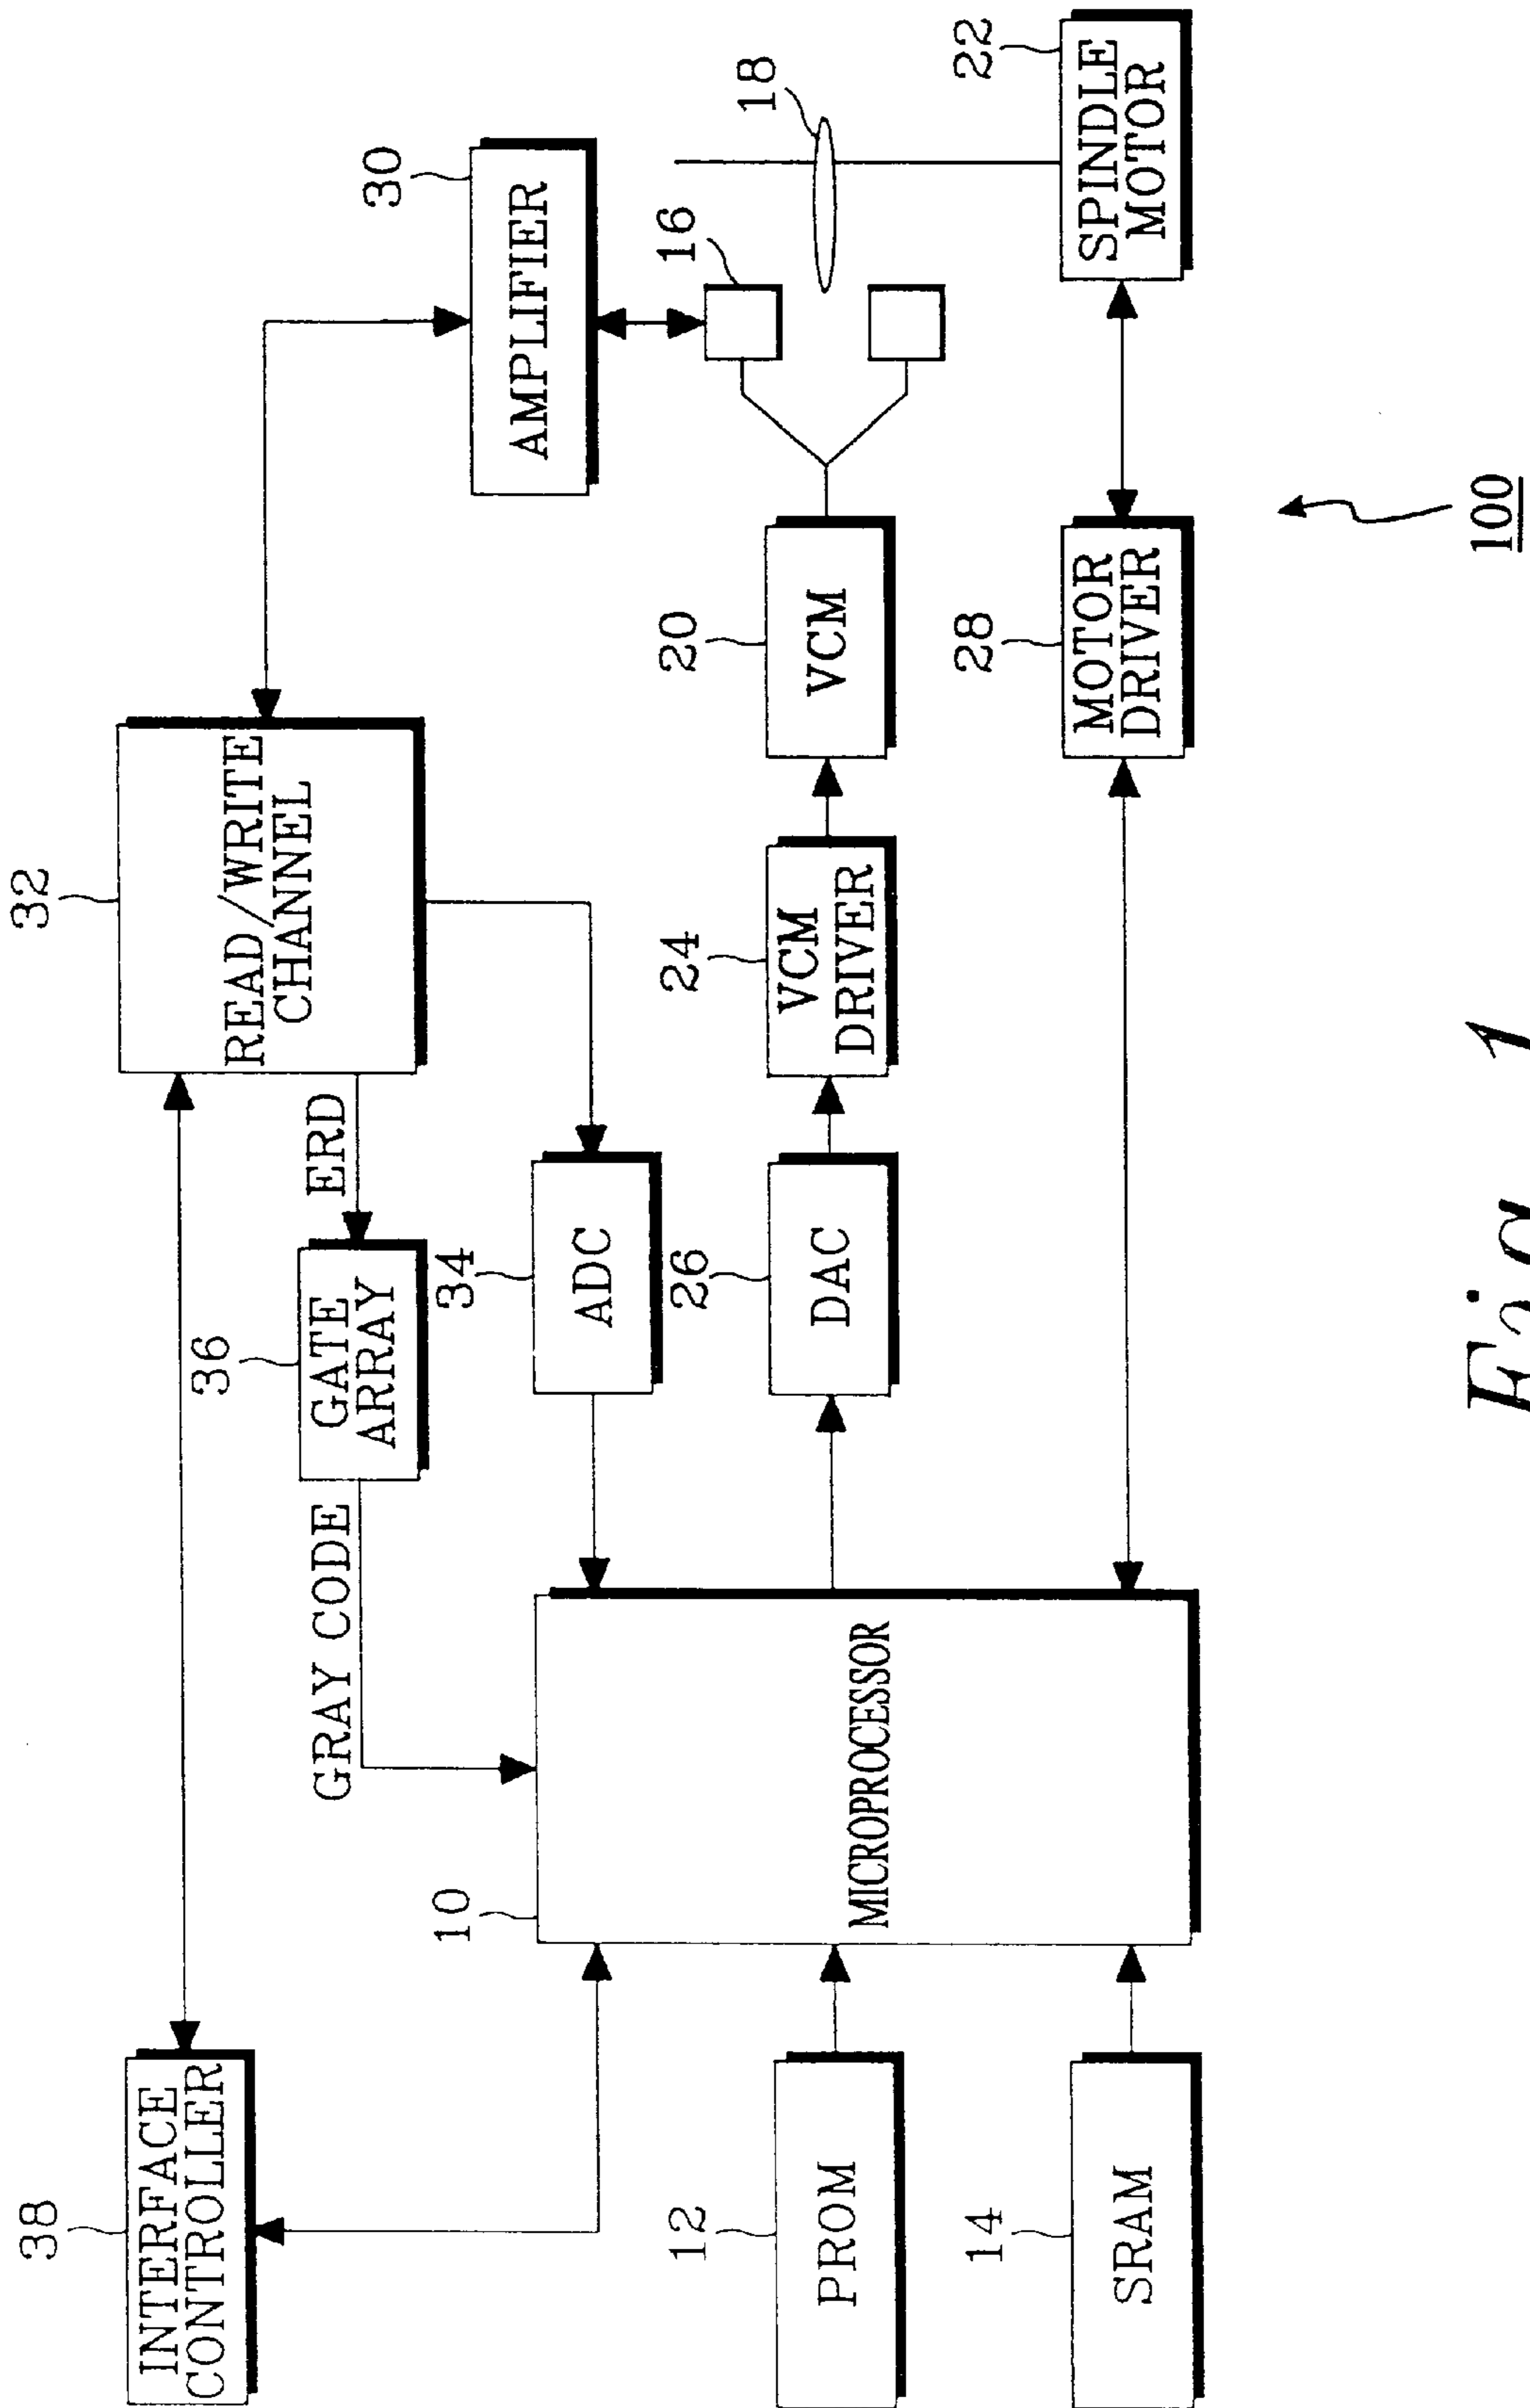 38
INTERFACE
CONTROLLER
32
READ/WRITE
CHANNEL
36
GATE
ARRAY
ERD
GRAY CODE
30
AMPLIFIER
34
ADC
10
MICROPROCESSOR
16
18
20
VCM
24
VCM
DRIVER
26
DAC
12
PROM
22
SPINDLE
MOTOR
28
MOTOR
DRIVER
14
SRAM
100
Fig. 1